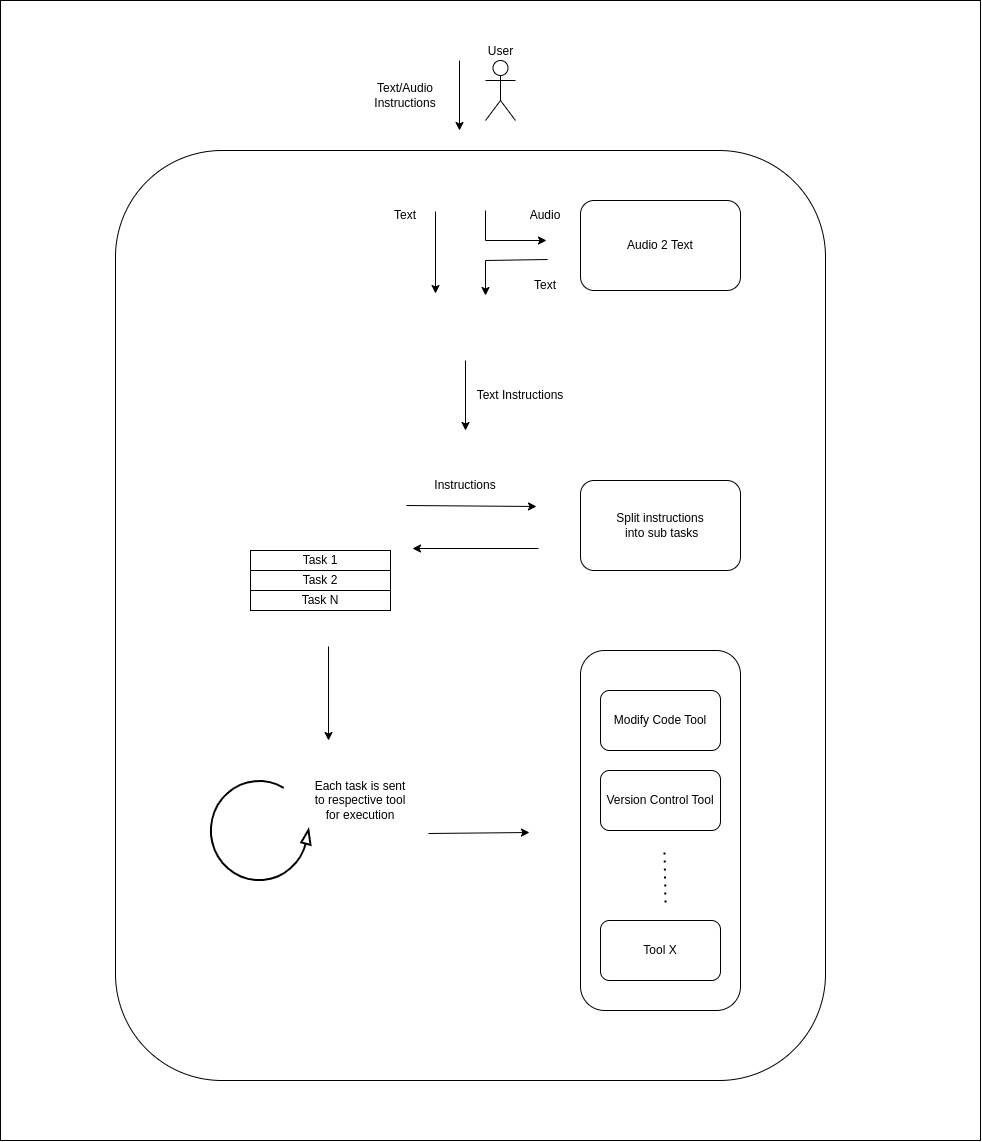 User
Text/Audio
Instructions
Text
Audio
Audio 2 Text
Text
Text Instructions
Instructions
Split instructions
into sub tasks
Task 1
Task 2
Task N
Modify Code Tool
Each task is sent
to respective tool
for execution
Version Control Tool
Tool X